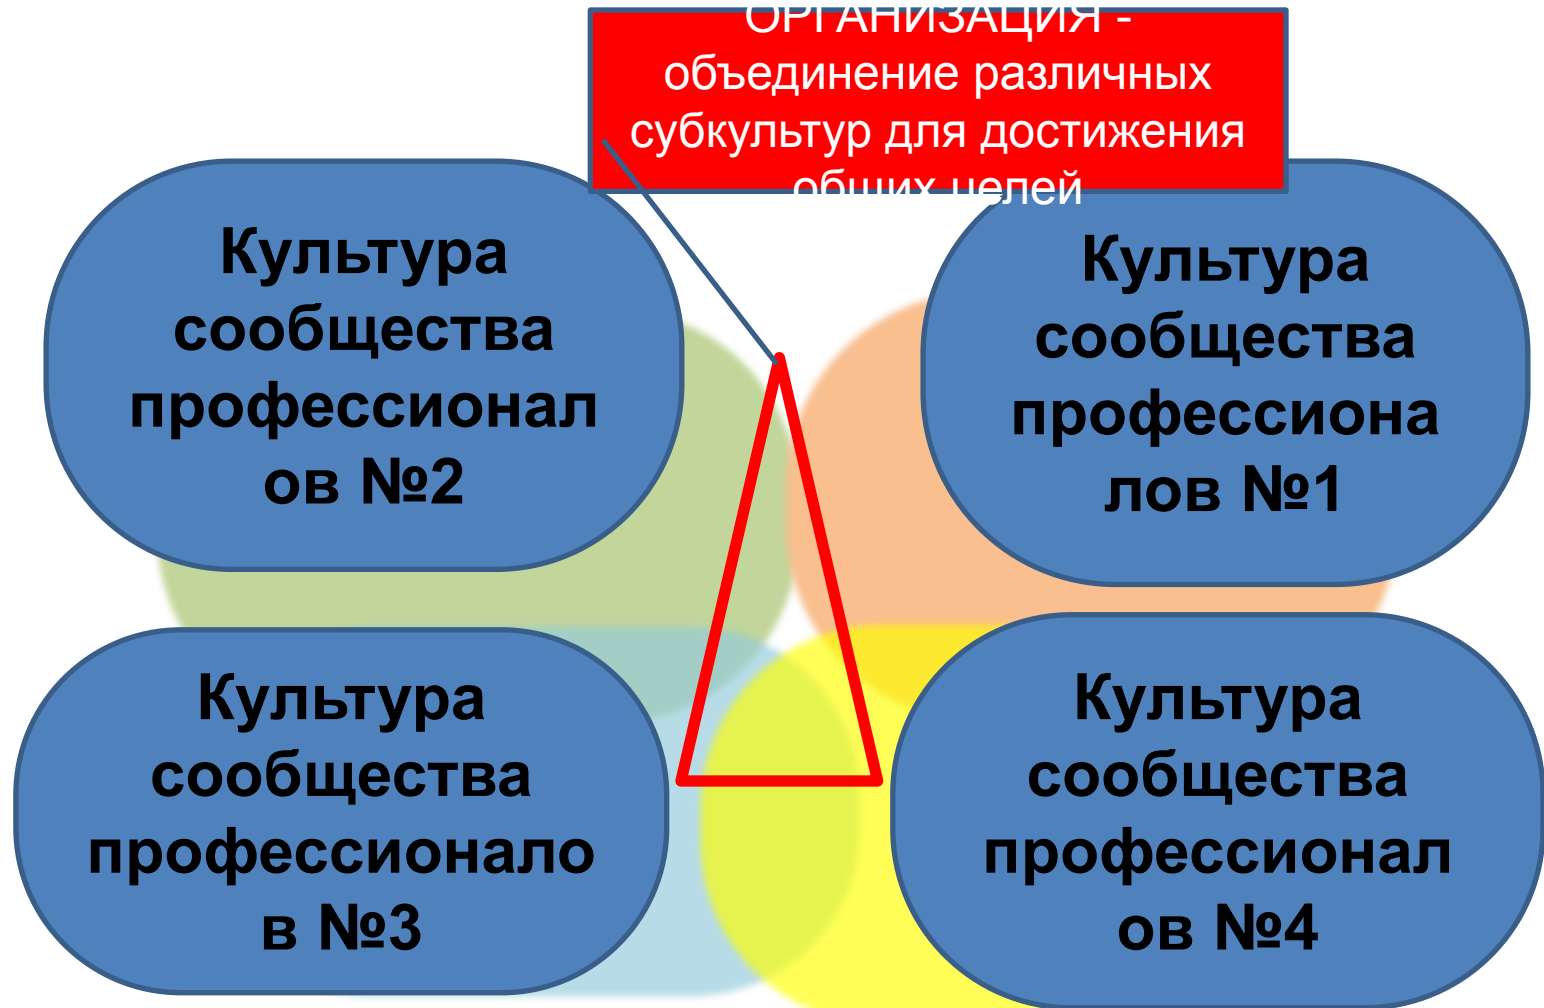 ОРГАНИЗАЦИЯ -
объединение различных
субкультур для достижения
общих целей
Культура
сообщества
профессионал
ов №2
Культура
сообщества
профессиона
лов №1
Культура
сообщества
профессионало
в №3
Культура
сообщества
профессионал
ов №4